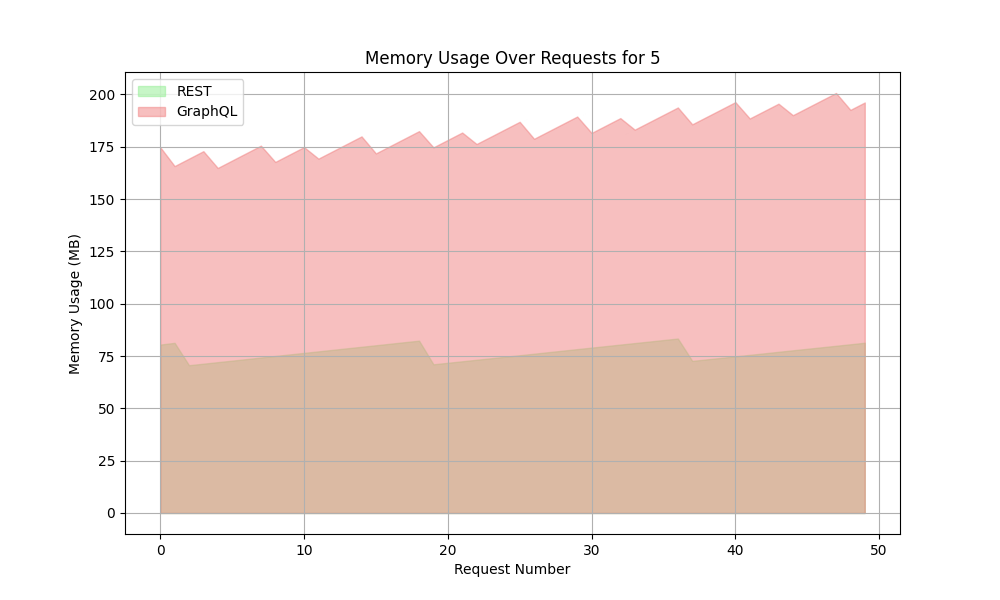 Memory Usage Over Requests for 5
REST
GraphQL
200
175
150
125
100
75
50
25
0
Memory Usage (MB)
0 10 20 30 40 50
Request Number